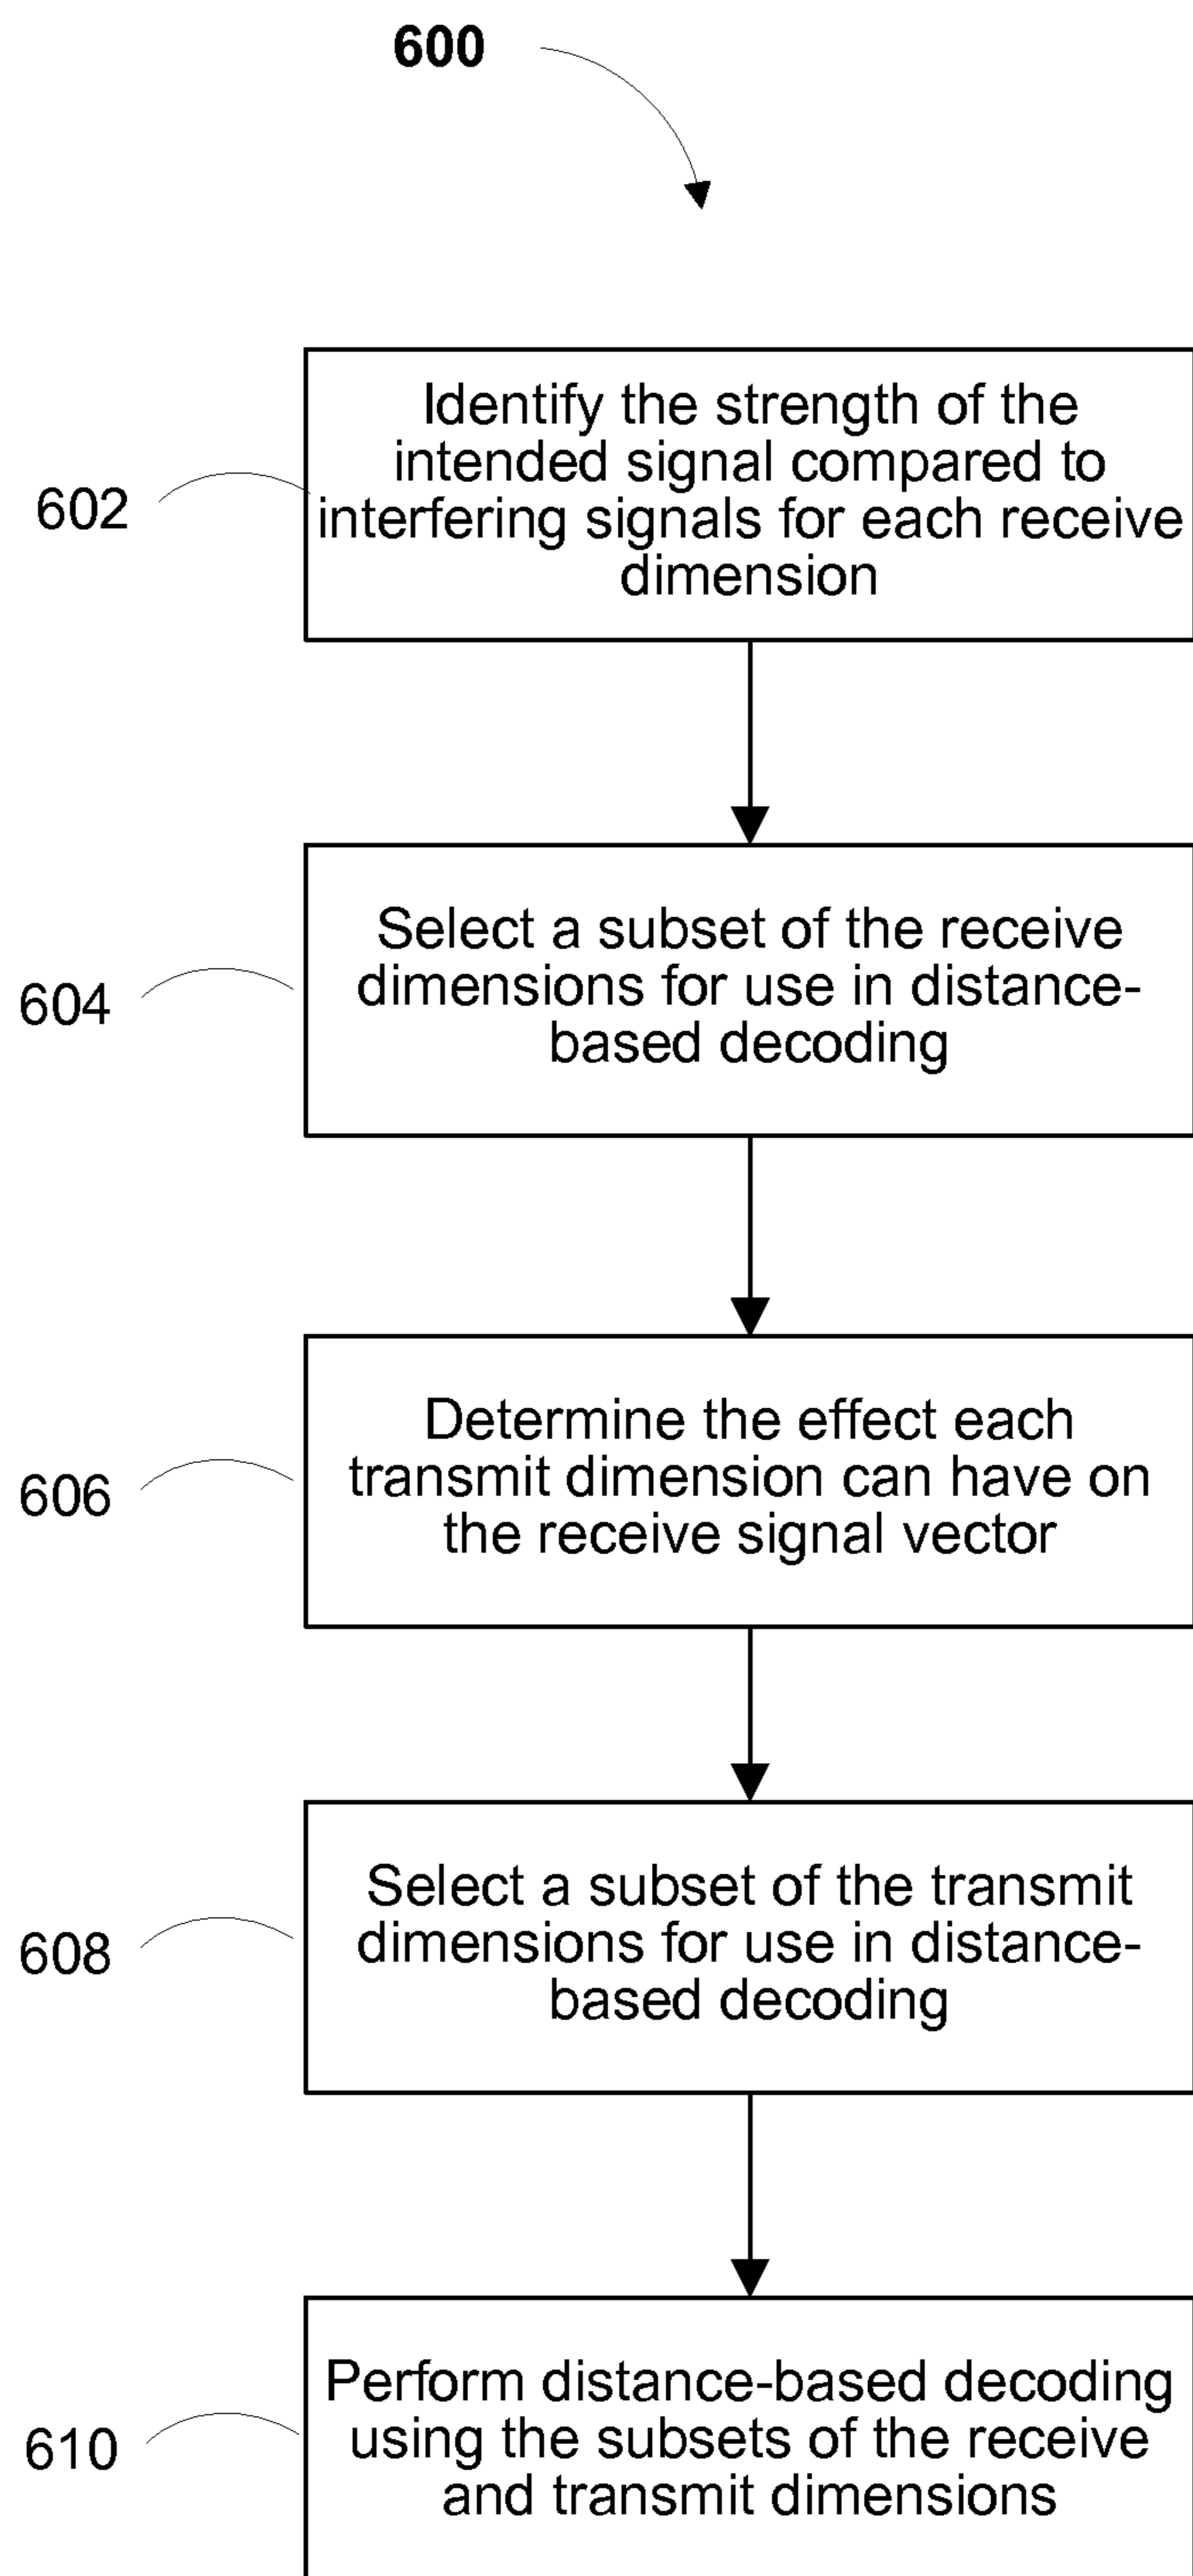 600
602
Identify the strength of the
intended signal compared to
interfering signals for each receive
dimension
604
Select a subset of the receive
dimensions for use in distance-
based decoding
606
Determine the effect each
transmit dimension can have on
the receive signal vector
608
Select a subset of the transmit
dimensions for use in distance-
based decoding
610
Perform distance-based decoding
using the subsets of the receive
and transmit dimensions